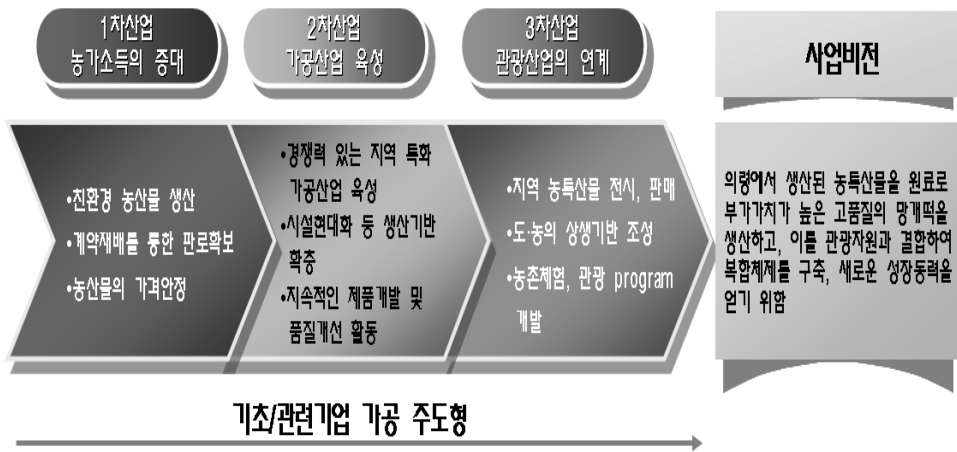 1차산업
농가소득의 증대
2차산업
가공산업 육성
3차산업
관광산업의 연계
사업비전
•친환경 농산물 생산
•계약재배를 통한 판로확보
•농산물의 가격안정
•경쟁력 있는 지역 특화
가공산업 육성
•시설현대화 등 생산기반
확충
•지속적인 제품개발 및
품질개선 활동
•지역 농특산물 전시, 판매
•도·농의 상생기반 조성
•농촌체험, 관광 program
개발
의령에서 생산된 농특산물을 원료로
부가가치가 높은 고품질의 망개떡을
생산하고, 이를 관광자원과 결합하여
복합체제를 구축, 새로운 성장동력을
얻기 위함
기초/관련기업 가공 주도형